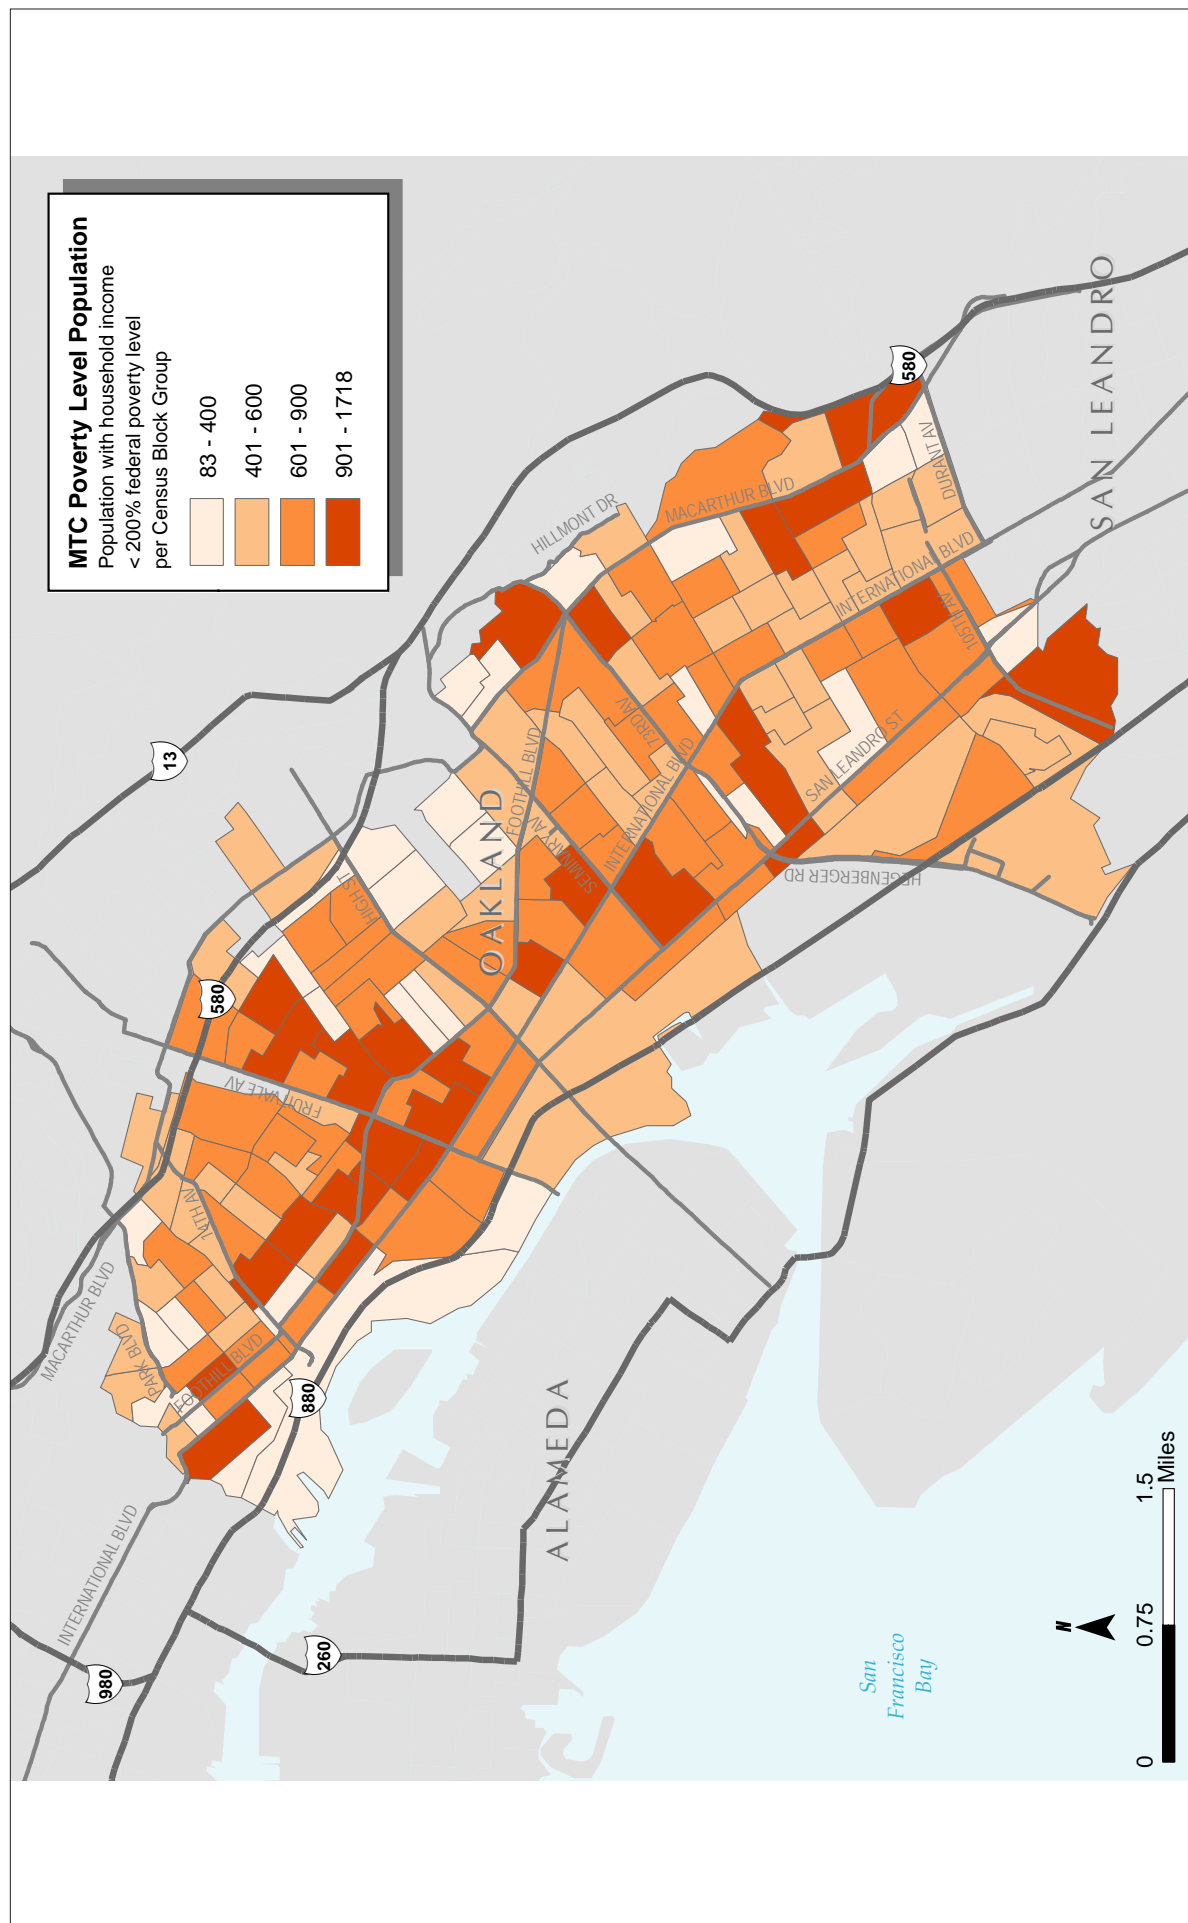 MTC Poverty Level Population
Population with household income
< 200% federal poverty level
per Census Block Group
83 - 400
401 - 600
601 - 900
901 - 1718
13
580
580
880
980
260
HILLMONT DR
MACARTHUR BLVD
DURANT AV
INTERNATIONAL BLVD
105TH AV
SAN LEANDRO
SAN LEANDRO ST
73RD AV
FOOTHILL BLVD
INTERNATIONAL BLVD
SEMINARY AV
HEGENBERGER RD
OAKLAND
HIGH ST
FRUITVALE AV
14TH AV
MACARTHUR BLVD
PARK BLVD
FOOTHILL BLVD
INTERNATIONAL BLVD
ALAMEDA
San
Francisco
Bay
N
0 0.75 1.5
Miles